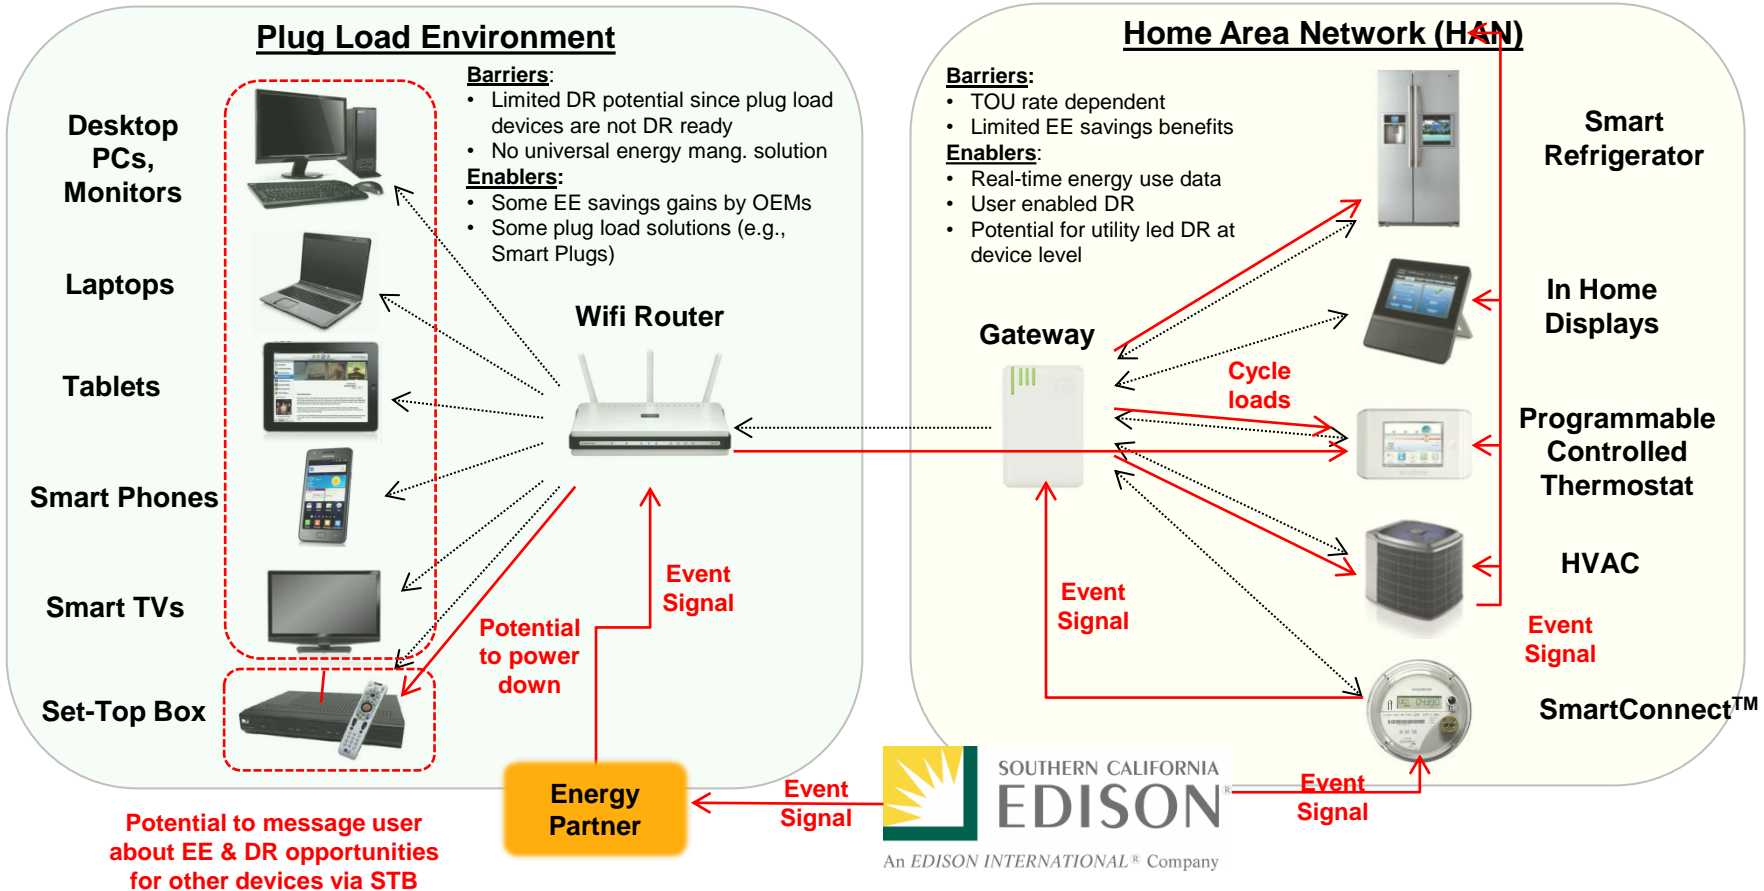 Plug Load Environment
Barriers:
• Limited DR potential since plug load
devices are not DR ready
• No universal energy mang. solution
Enablers:
• Some EE savings gains by OEMs
• Some plug load solutions (e.g.,
Smart Plugs)
Desktop
PCs,
Monitors
Laptops
Tablets
Smart Phones
Smart TVs
Set-Top Box
Wifi Router
Event
Signal
Potential
to power
down
Potential to message user
about EE & DR opportunities
for other devices via STB
Energy
Partner
Event
Signal
SOUTHERN CALIFORNIA
EDISON®
An EDISON INTERNATIONAL® Company
Event
Signal
Home Area Network (HAN)
Barriers:
• TOU rate dependent
• Limited EE savings benefits
Enablers:
• Real-time energy use data
• User enabled DR
• Potential for utility led DR at
device level
Gateway
Cycle
loads
Event
Signal
Smart
Refrigerator
In Home
Displays
Programmable
Controlled
Thermostat
HVAC
Event
Signal
SmartConnect™